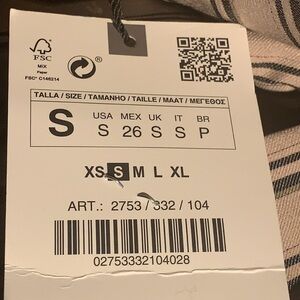 FSC
MIX
Paper
FSC® C146214
TALLA / SIZE / TAMANHO / TAILLE / MAAT / ΜΕΓΕΘΟΣ
S
USA MEX UK IT BR
S 26 S S P
XS S M L XL
ART.: 2753 / 332 / 104
02753332104028